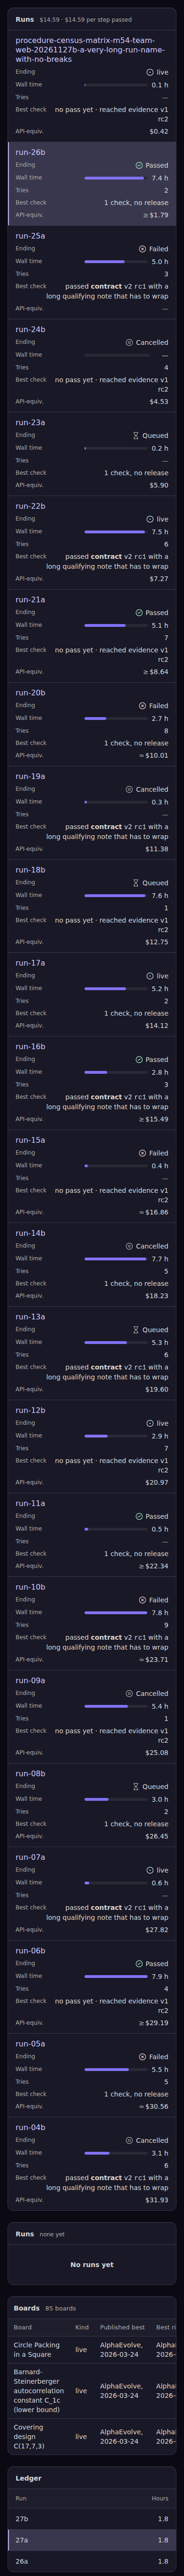 Runs $14.59 · $14.59 per step passed
procedure-census-matrix-m54-team-
web-20261127b-a-very-long-run-name-
with-no-breaks
Ending live
Wall time 0.1 h
Tries —
Best check no pass yet · reached evidence v1
rc2
API-equiv. $0.42
run-26b
Ending Passed
Wall time 7.4 h
Tries 2
Best check 1 check, no release
API-equiv. ≥ $1.79
run-25a
Ending Failed
Wall time 5.0 h
Tries 3
Best check passed contract v2 rc1 with a
long qualifying note that has to wrap
API-equiv. —
run-24b
Ending Cancelled
Wall time —
Tries 4
Best check no pass yet · reached evidence v1
rc2
API-equiv. $4.53
run-23a
Ending Queued
Wall time 0.2 h
Tries —
Best check 1 check, no release
API-equiv. $5.90
run-22b
Ending live
Wall time 7.5 h
Tries 6
Best check passed contract v2 rc1 with a
long qualifying note that has to wrap
API-equiv. $7.27
run-21a
Ending Passed
Wall time 5.1 h
Tries 7
Best check no pass yet · reached evidence v1
rc2
API-equiv. ≥ $8.64
run-20b
Ending Failed
Wall time 2.7 h
Tries 8
Best check 1 check, no release
API-equiv. ≈ $10.01
run-19a
Ending Cancelled
Wall time 0.3 h
Tries —
Best check passed contract v2 rc1 with a
long qualifying note that has to wrap
API-equiv. $11.38
run-18b
Ending Queued
Wall time 7.6 h
Tries 1
Best check no pass yet · reached evidence v1
rc2
API-equiv. $12.75
run-17a
Ending live
Wall time 5.2 h
Tries 2
Best check 1 check, no release
API-equiv. $14.12
run-16b
Ending Passed
Wall time 2.8 h
Tries 3
Best check passed contract v2 rc1 with a
long qualifying note that has to wrap
API-equiv. ≥ $15.49
run-15a
Ending Failed
Wall time 0.4 h
Tries —
Best check no pass yet · reached evidence v1
rc2
API-equiv. ≈ $16.86
run-14b
Ending Cancelled
Wall time 7.7 h
Tries 5
Best check 1 check, no release
API-equiv. $18.23
run-13a
Ending Queued
Wall time 5.3 h
Tries 6
Best check passed contract v2 rc1 with a
long qualifying note that has to wrap
API-equiv. $19.60
run-12b
Ending live
Wall time 2.9 h
Tries 7
Best check no pass yet · reached evidence v1
rc2
API-equiv. $20.97
run-11a
Ending Passed
Wall time 0.5 h
Tries —
Best check 1 check, no release
API-equiv. ≥ $22.34
run-10b
Ending Failed
Wall time 7.8 h
Tries 9
Best check passed contract v2 rc1 with a
long qualifying note that has to wrap
API-equiv. ≈ $23.71
run-09a
Ending Cancelled
Wall time 5.4 h
Tries 1
Best check no pass yet · reached evidence v1
rc2
API-equiv. $25.08
run-08b
Ending Queued
Wall time 3.0 h
Tries 2
Best check 1 check, no release
API-equiv. $26.45
run-07a
Ending live
Wall time 0.6 h
Tries —
Best check passed contract v2 rc1 with a
long qualifying note that has to wrap
API-equiv. $27.82
run-06b
Ending Passed
Wall time 7.9 h
Tries 4
Best check no pass yet · reached evidence v1
rc2
API-equiv. ≥ $29.19
run-05a
Ending Failed
Wall time 5.5 h
Tries 5
Best check 1 check, no release
API-equiv. ≈ $30.56
run-04b
Ending Cancelled
Wall time 3.1 h
Tries 6
Best check passed contract v2 rc1 with a
long qualifying note that has to wrap
API-equiv. $31.93
Runs none yet
No runs yet
Boards 85 boards
Board Kind Published best Best ri
Circle Packing
in a Square
live
AlphaEvolve,
2026-03-24
Alpha
2026-
Barnard-
Steinerberger
autocorrelation
constant C_1c
(lower bound)
live
AlphaEvolve,
2026-03-24
Alpha
2026-
Covering
design
C(17,7,3)
live
AlphaEvolve,
2026-03-24
Alpha
2026-
Ledger
Run Hours
27b 1.8
27a 1.8
26a 1.8